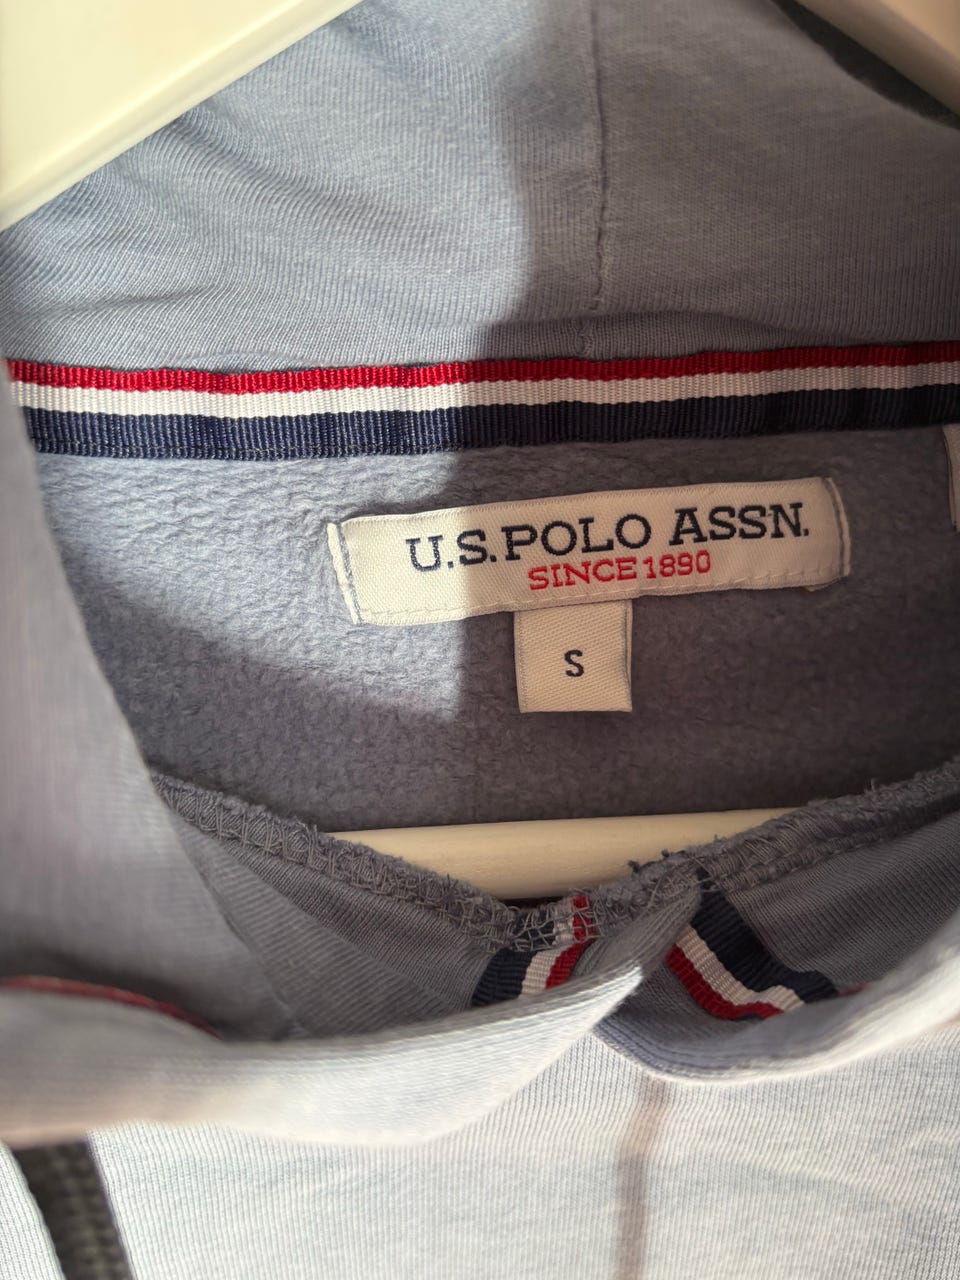 U.S. POLO ASSN.
SINCE 1890
S